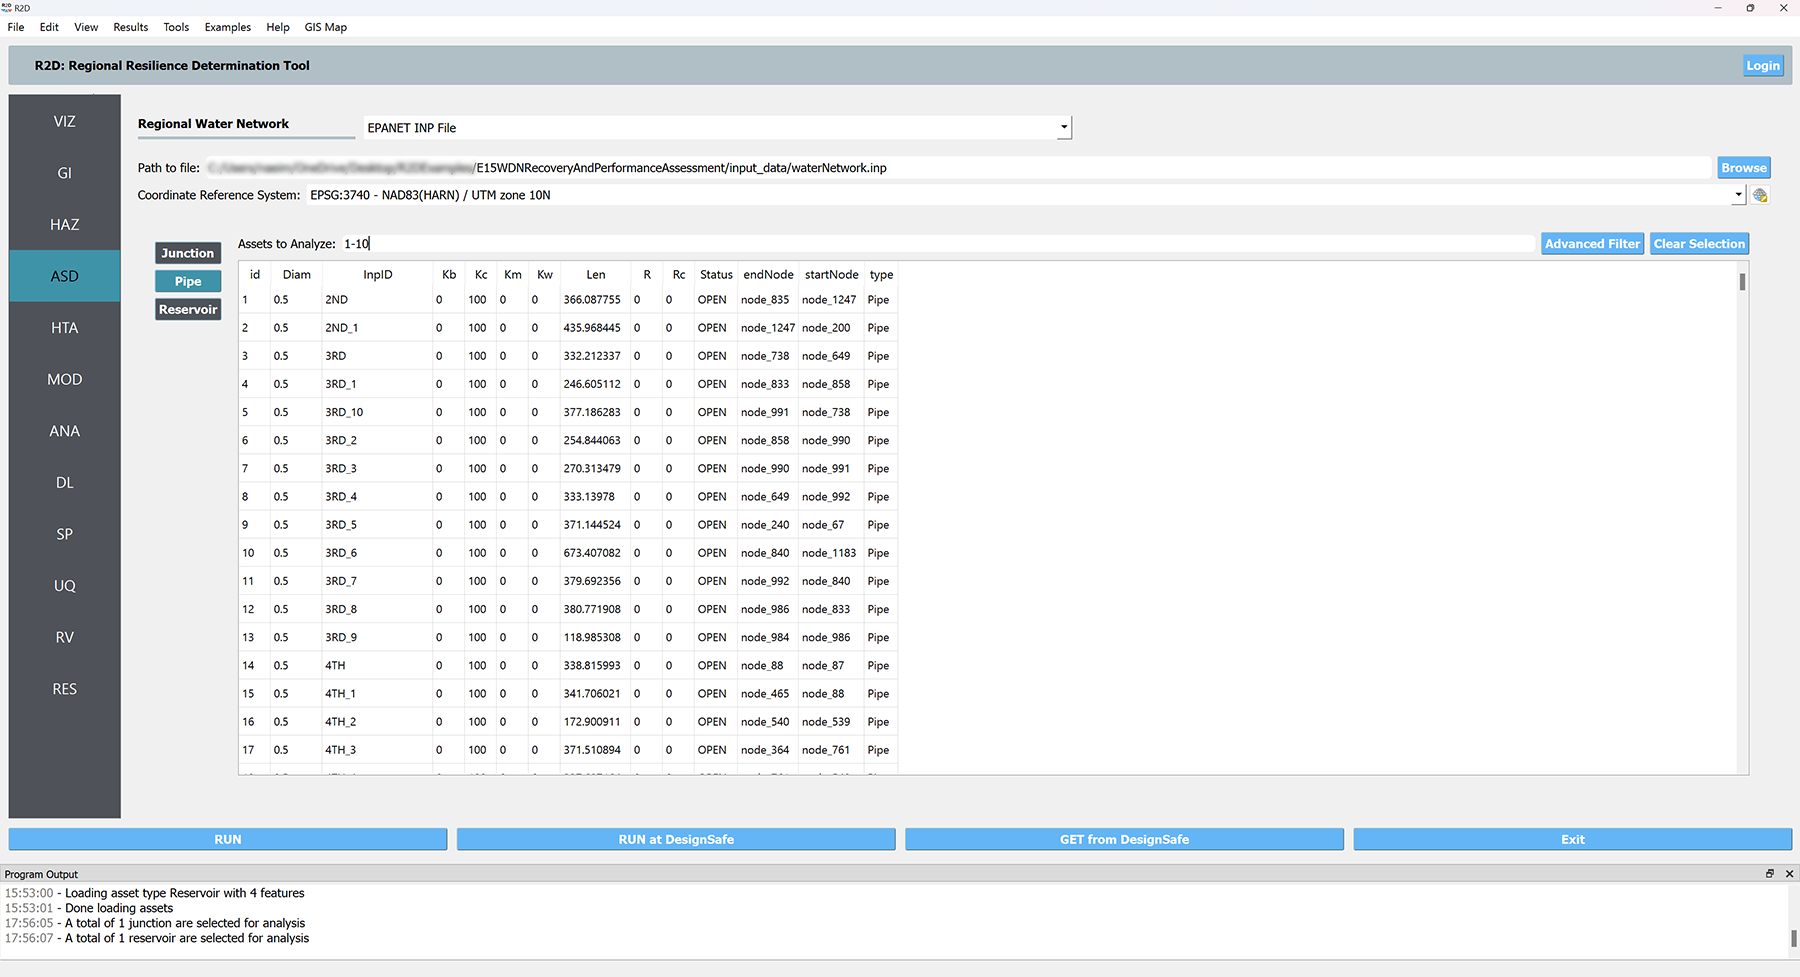 R2D
File Edit View Results Tools Examples Help GIS Map
R2D: Regional Resilience Determination Tool
Login
VIZ
GI
HAZ
ASD
HTA
MOD
ANA
DL
SP
UQ
RV
RES
Regional Water Network EPANET INP File
Path to file: /E15WDNRecoveryAndPerformanceAssessment/input_data/waterNetwork.inp Browse
Coordinate Reference System: EPSG:3740 - NAD83(HARN) / UTM zone 10N
Junction
Pipe
Reservoir
Assets to Analyze: 1-10 Advanced Filter Clear Selection
id Diam InpID Kb Kc Km Kw Len R Rc Status endNode startNode type
1 0.5 2ND 0 100 0 0 366.087755 0 0 OPEN node_835 node_1247 Pipe
2 0.5 2ND_1 0 100 0 0 435.968445 0 0 OPEN node_1247 node_200 Pipe
3 0.5 3RD 0 100 0 0 332.212337 0 0 OPEN node_738 node_649 Pipe
4 0.5 3RD_1 0 100 0 0 246.605112 0 0 OPEN node_833 node_858 Pipe
5 0.5 3RD_10 0 100 0 0 377.186283 0 0 OPEN node_991 node_738 Pipe
6 0.5 3RD_2 0 100 0 0 254.844063 0 0 OPEN node_858 node_990 Pipe
7 0.5 3RD_3 0 100 0 0 270.313479 0 0 OPEN node_990 node_991 Pipe
8 0.5 3RD_4 0 100 0 0 333.13978 0 0 OPEN node_649 node_992 Pipe
9 0.5 3RD_5 0 100 0 0 371.144524 0 0 OPEN node_240 node_67 Pipe
10 0.5 3RD_6 0 100 0 0 673.407082 0 0 OPEN node_840 node_1183 Pipe
11 0.5 3RD_7 0 100 0 0 379.692356 0 0 OPEN node_992 node_840 Pipe
12 0.5 3RD_8 0 100 0 0 380.771908 0 0 OPEN node_986 node_833 Pipe
13 0.5 3RD_9 0 100 0 0 118.985308 0 0 OPEN node_984 node_986 Pipe
14 0.5 4TH 0 100 0 0 338.815993 0 0 OPEN node_88 node_87 Pipe
15 0.5 4TH_1 0 100 0 0 341.706021 0 0 OPEN node_465 node_88 Pipe
16 0.5 4TH_2 0 100 0 0 172.900911 0 0 OPEN node_540 node_539 Pipe
17 0.5 4TH_3 0 100 0 0 371.510894 0 0 OPEN node_364 node_761 Pipe
RUN RUN at DesignSafe GET from DesignSafe Exit
Program Output
15:53:00 - Loading asset type Reservoir with 4 features
15:53:01 - Done loading assets
17:56:05 - A total of 1 junction are selected for analysis
17:56:07 - A total of 1 reservoir are selected for analysis